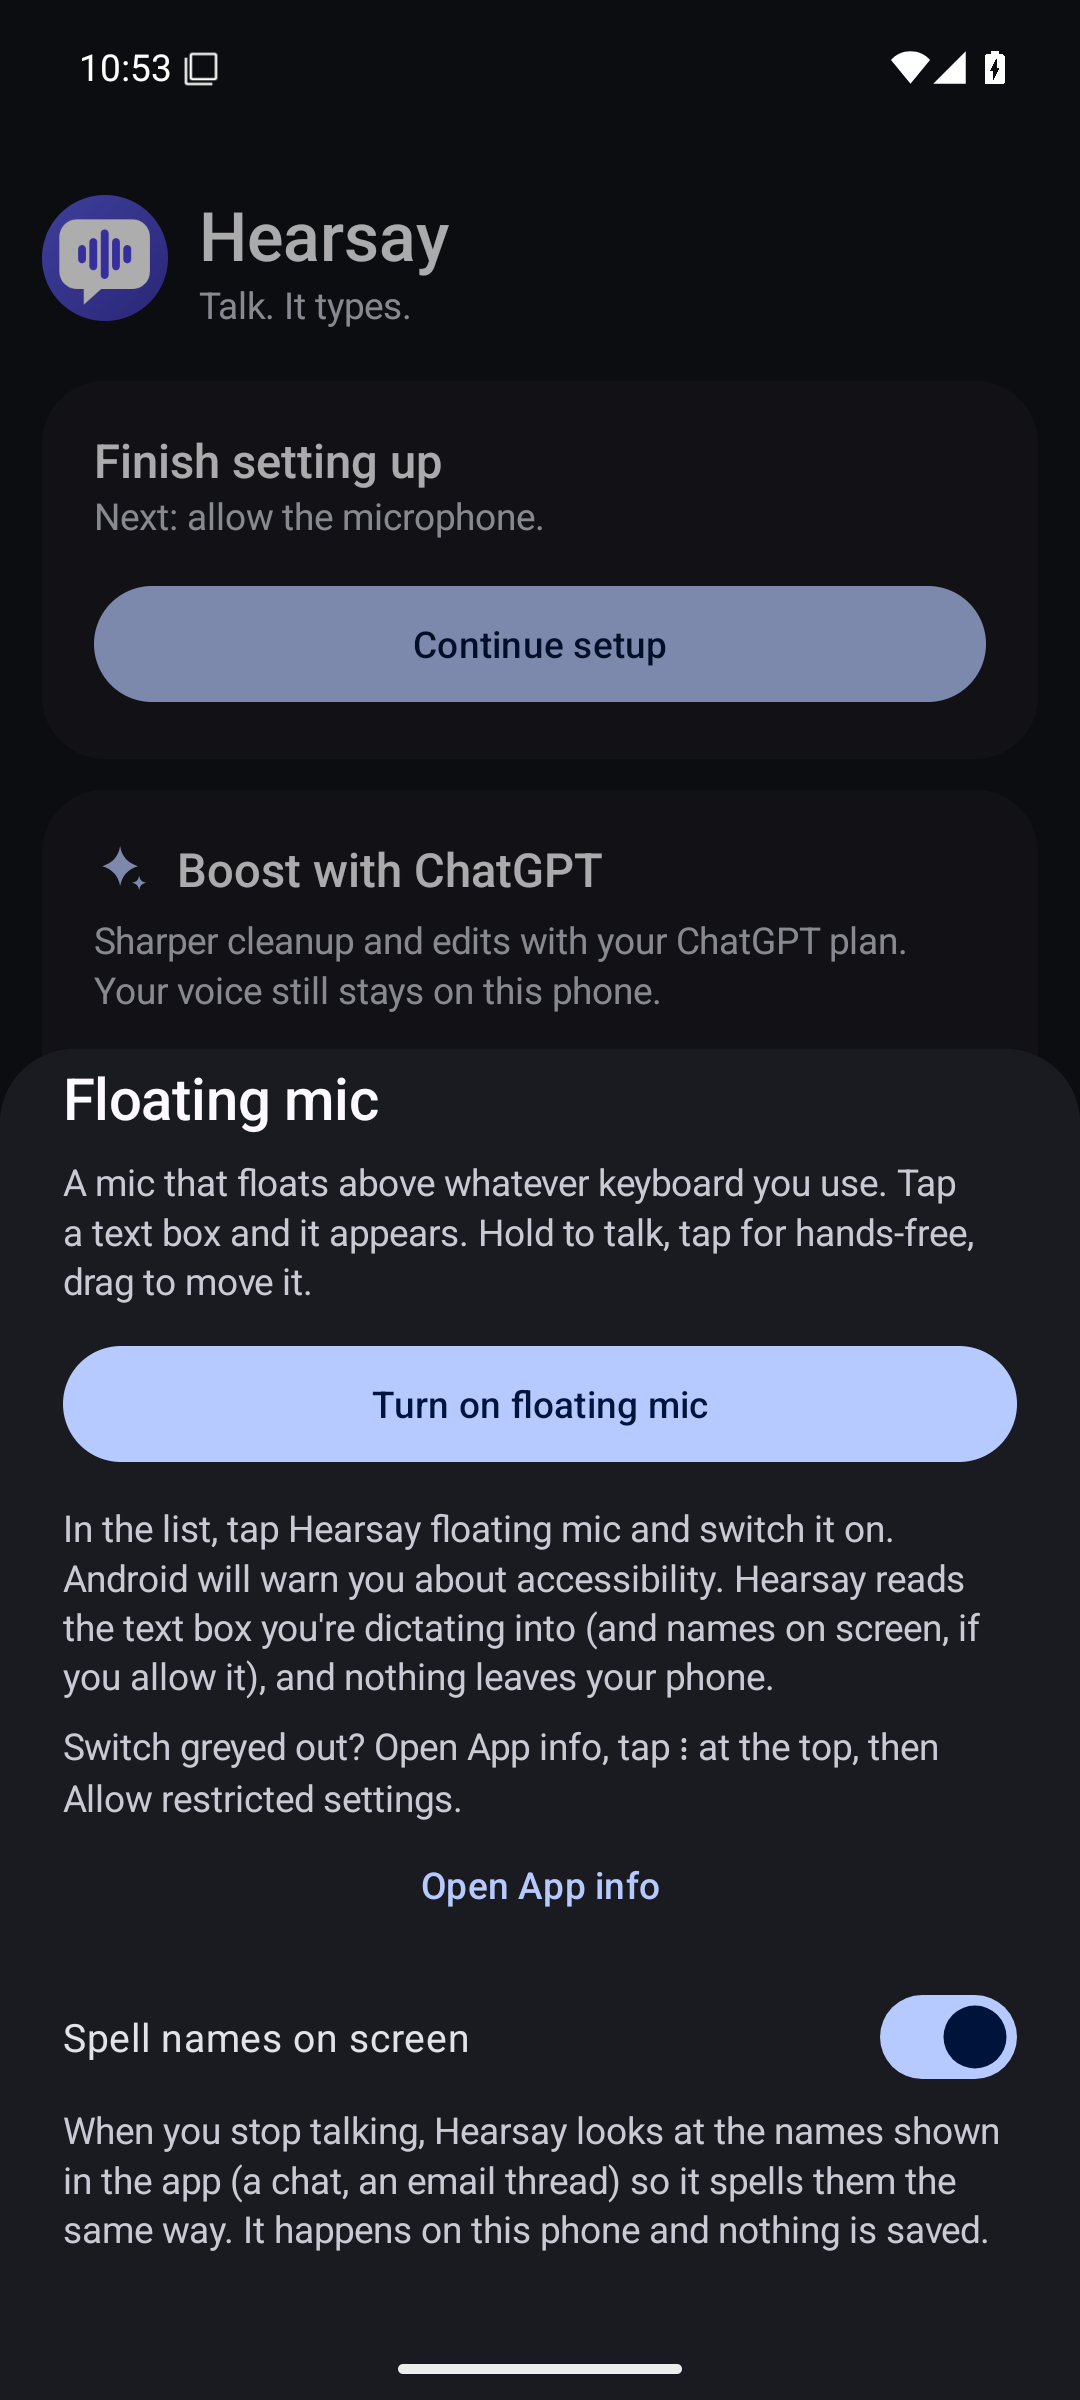 10:53
Hearsay
Talk. It types.
Finish setting up
Next: allow the microphone.
Continue setup
Boost with ChatGPT
Sharper cleanup and edits with your ChatGPT plan.
Your voice still stays on this phone.
Floating mic
A mic that floats above whatever keyboard you use. Tap
a text box and it appears. Hold to talk, tap for hands-free,
drag to move it.
Turn on floating mic
In the list, tap Hearsay floating mic and switch it on.
Android will warn you about accessibility. Hearsay reads
the text box you're dictating into (and names on screen, if
you allow it), and nothing leaves your phone.
Switch greyed out? Open App info, tap ⋮ at the top, then
Allow restricted settings.
Open App info
Spell names on screen
When you stop talking, Hearsay looks at the names shown
in the app (a chat, an email thread) so it spells them the
same way. It happens on this phone and nothing is saved.